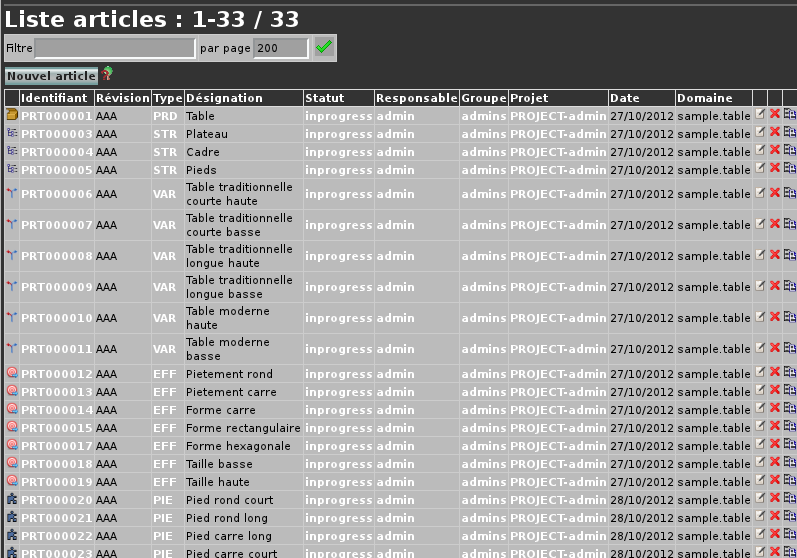 Liste articles : 1-33 / 33
Filtre par page 200
Nouvel article
Identifiant Révision Type Désignation Statut Responsable Groupe Projet Date Domaine
PRT000001 AAA PRD Table inprogress admin admins PROJECT-admin 27/10/2012 sample.table
PRT000003 AAA STR Plateau inprogress admin admins PROJECT-admin 27/10/2012 sample.table
PRT000004 AAA STR Cadre inprogress admin admins PROJECT-admin 27/10/2012 sample.table
PRT000005 AAA STR Pieds inprogress admin admins PROJECT-admin 27/10/2012 sample.table
PRT000006 AAA VAR Table traditionnelle courte haute inprogress admin admins PROJECT-admin 27/10/2012 sample.table
PRT000007 AAA VAR Table traditionnelle courte basse inprogress admin admins PROJECT-admin 27/10/2012 sample.table
PRT000008 AAA VAR Table traditionnelle longue haute inprogress admin admins PROJECT-admin 27/10/2012 sample.table
PRT000009 AAA VAR Table traditionnelle longue basse inprogress admin admins PROJECT-admin 27/10/2012 sample.table
PRT000010 AAA VAR Table moderne haute inprogress admin admins PROJECT-admin 27/10/2012 sample.table
PRT000011 AAA VAR Table moderne basse inprogress admin admins PROJECT-admin 27/10/2012 sample.table
PRT000012 AAA EFF Pietement rond inprogress admin admins PROJECT-admin 27/10/2012 sample.table
PRT000013 AAA EFF Pietement carre inprogress admin admins PROJECT-admin 27/10/2012 sample.table
PRT000014 AAA EFF Forme carre inprogress admin admins PROJECT-admin 27/10/2012 sample.table
PRT000015 AAA EFF Forme rectangulaire inprogress admin admins PROJECT-admin 27/10/2012 sample.table
PRT000017 AAA EFF Forme hexagonale inprogress admin admins PROJECT-admin 27/10/2012 sample.table
PRT000018 AAA EFF Taille basse inprogress admin admins PROJECT-admin 27/10/2012 sample.table
PRT000019 AAA EFF Taille haute inprogress admin admins PROJECT-admin 27/10/2012 sample.table
PRT000020 AAA PIE Pied rond court inprogress admin admins PROJECT-admin 28/10/2012 sample.table
PRT000021 AAA PIE Pied rond long inprogress admin admins PROJECT-admin 28/10/2012 sample.table
PRT000022 AAA PIE Pied carre long inprogress admin admins PROJECT-admin 28/10/2012 sample.table
PRT000023 AAA PIE Pied carre court inprogress admin admins PROJECT-admin 28/10/2012 sample.table